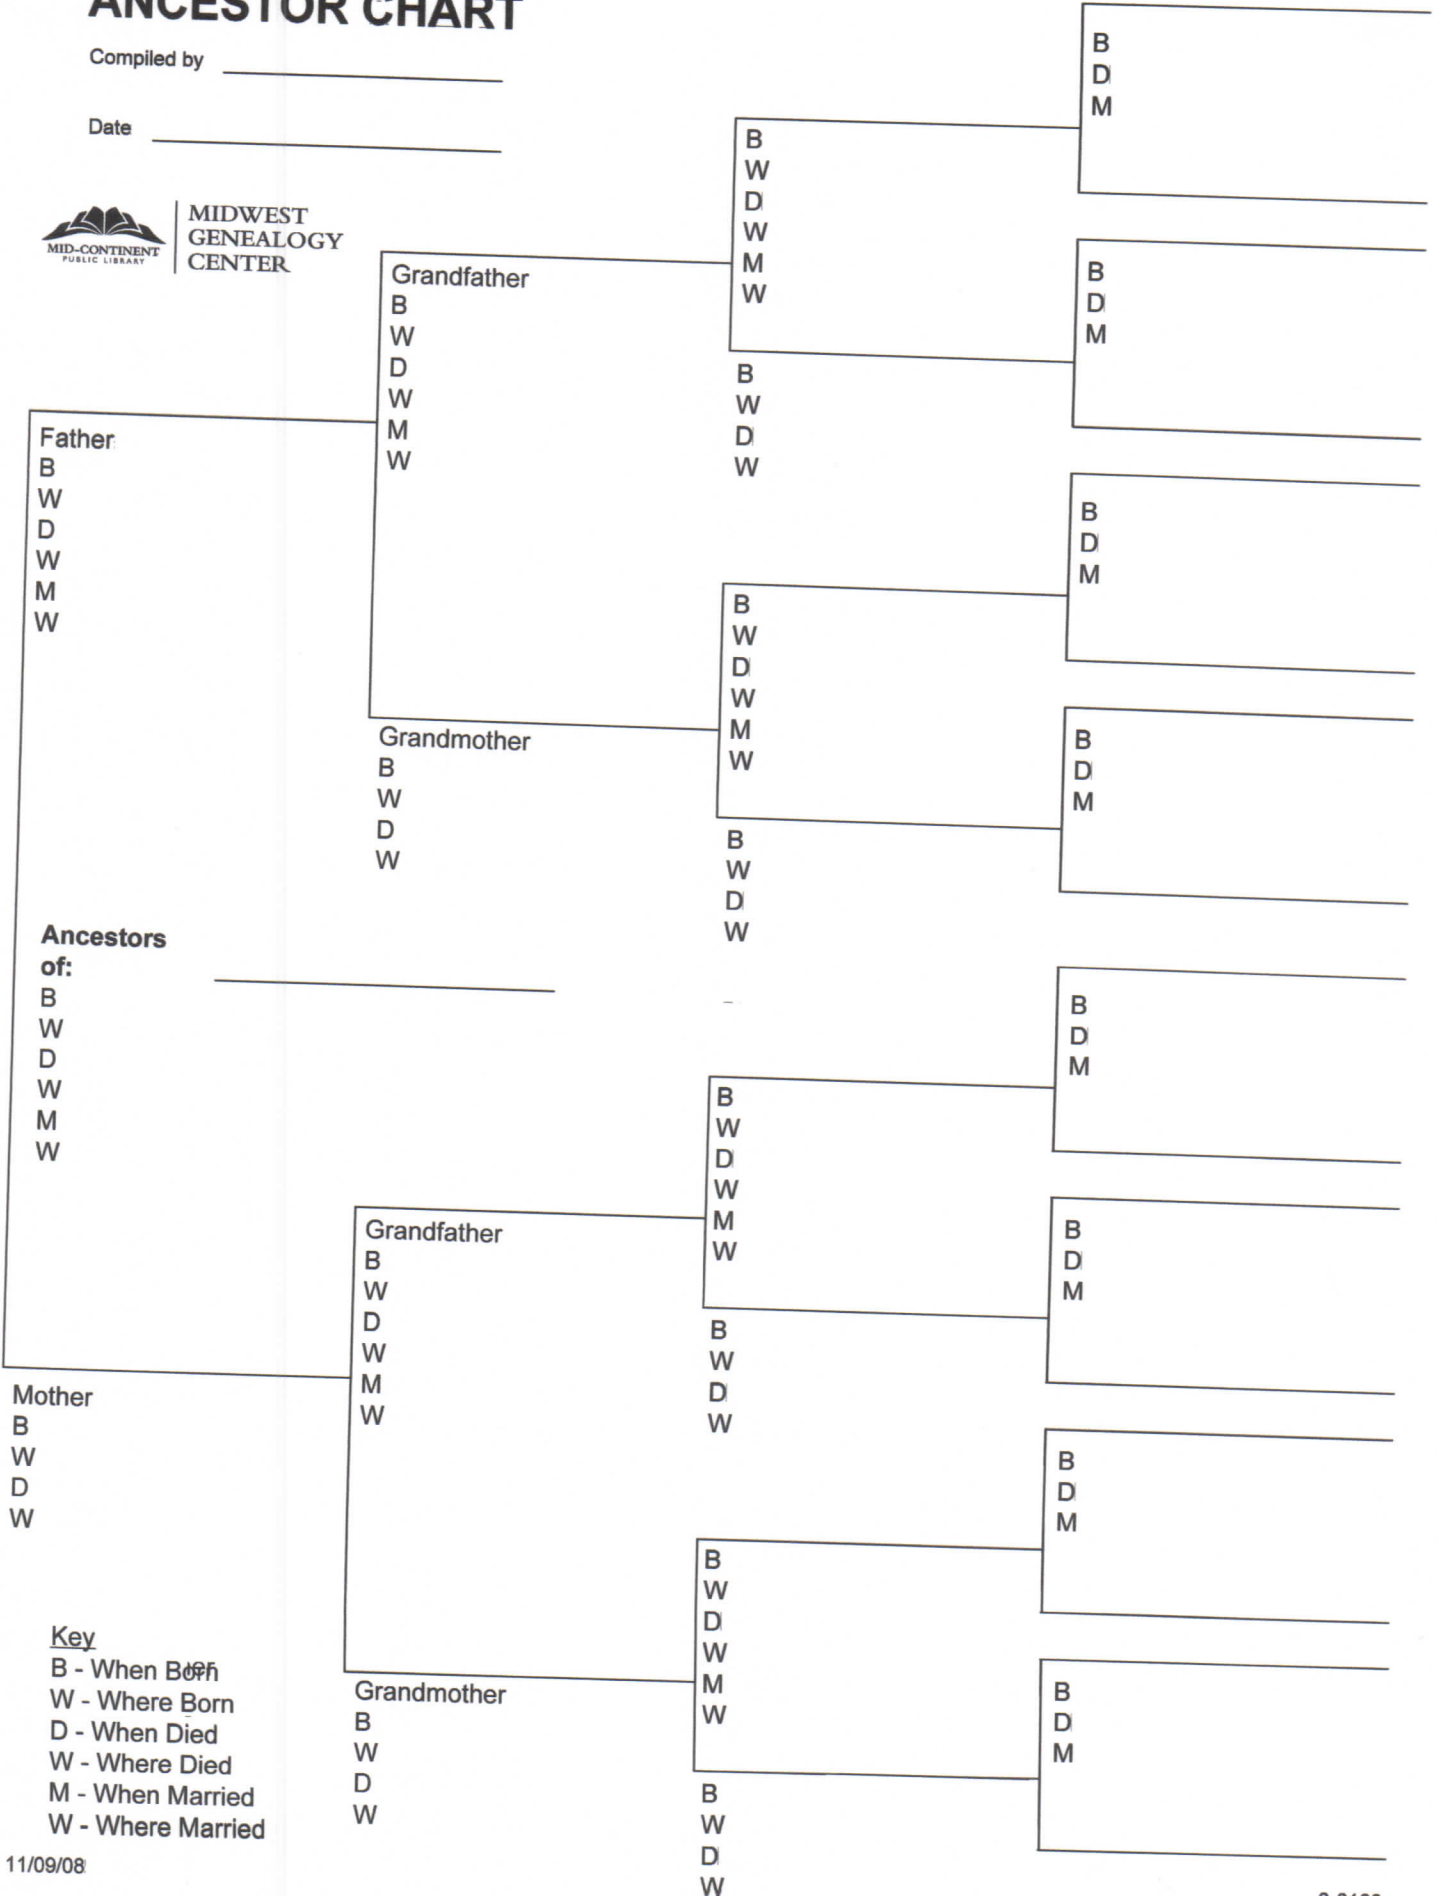 ANCESTOR CHART
Compiled by
Date
MID-CONTINENT
PUBLIC LIBRARY
MIDWEST
GENEALOGY
CENTER
Father
B
W
D
W
M
W
Ancestors
of:
B
W
D
W
M
W
Mother
B
W
D
W
Key
B - When Born
W - Where Born
D - When Died
W - Where Died
M - When Married
W - Where Married
11/09/08
Grandfather
B
W
D
W
M
W
Grandmother
B
W
D
W
Grandfather
B
W
D
W
M
W
Grandmother
B
W
D
W
B
W
D
W
M
W
B
W
D
W
B
W
D
W
M
W
B
W
D
W
B
W
D
W
M
W
B
W
D
W
B
W
D
W
M
W
B
W
D
W
B
D
M
B
D
M
B
D
M
B
D
M
B
D
M
B
D
M
B
D
M
B
D
M